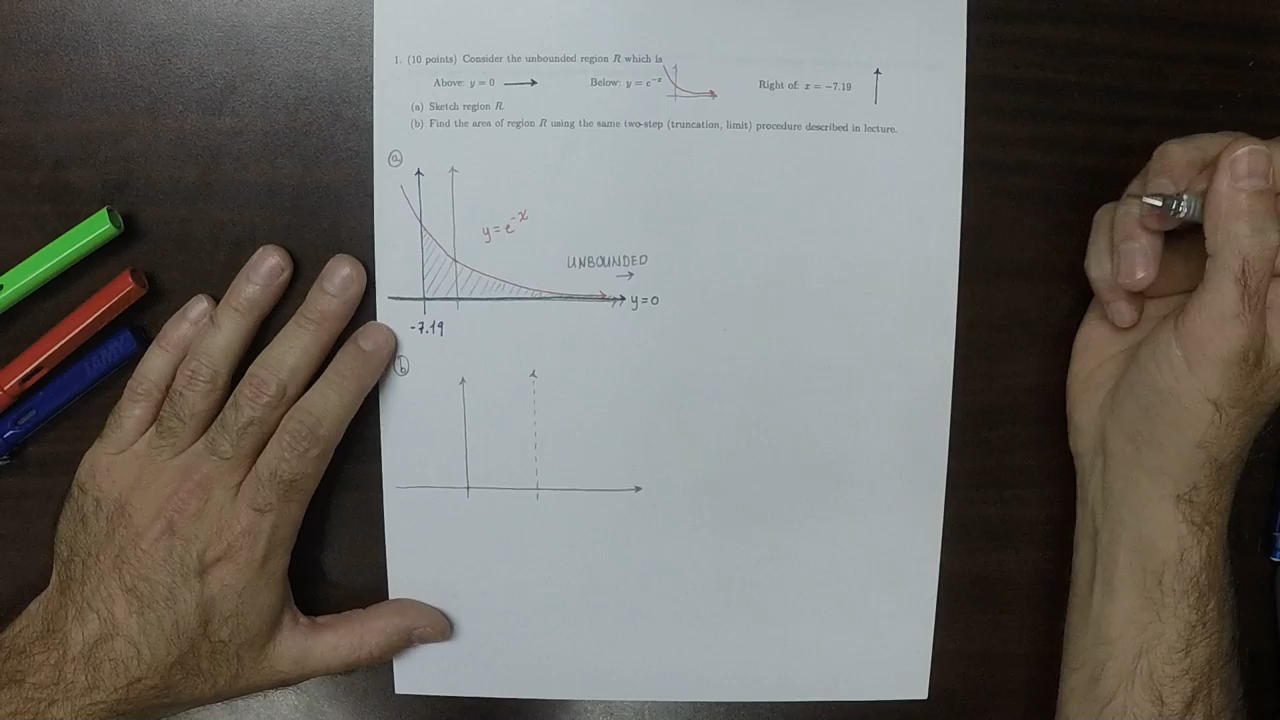 1. (10 points) Consider the unbounded region R which is
Above: y = 0 Below: y = e^{-x} Right of: x = −7.19
(a) Sketch region R.
(b) Find the area of region R using the same two-step (truncation, limit) procedure described in lecture.
a
y=e^{-x}
UNBOUNDED
y=0
-7.19
b
LAMY